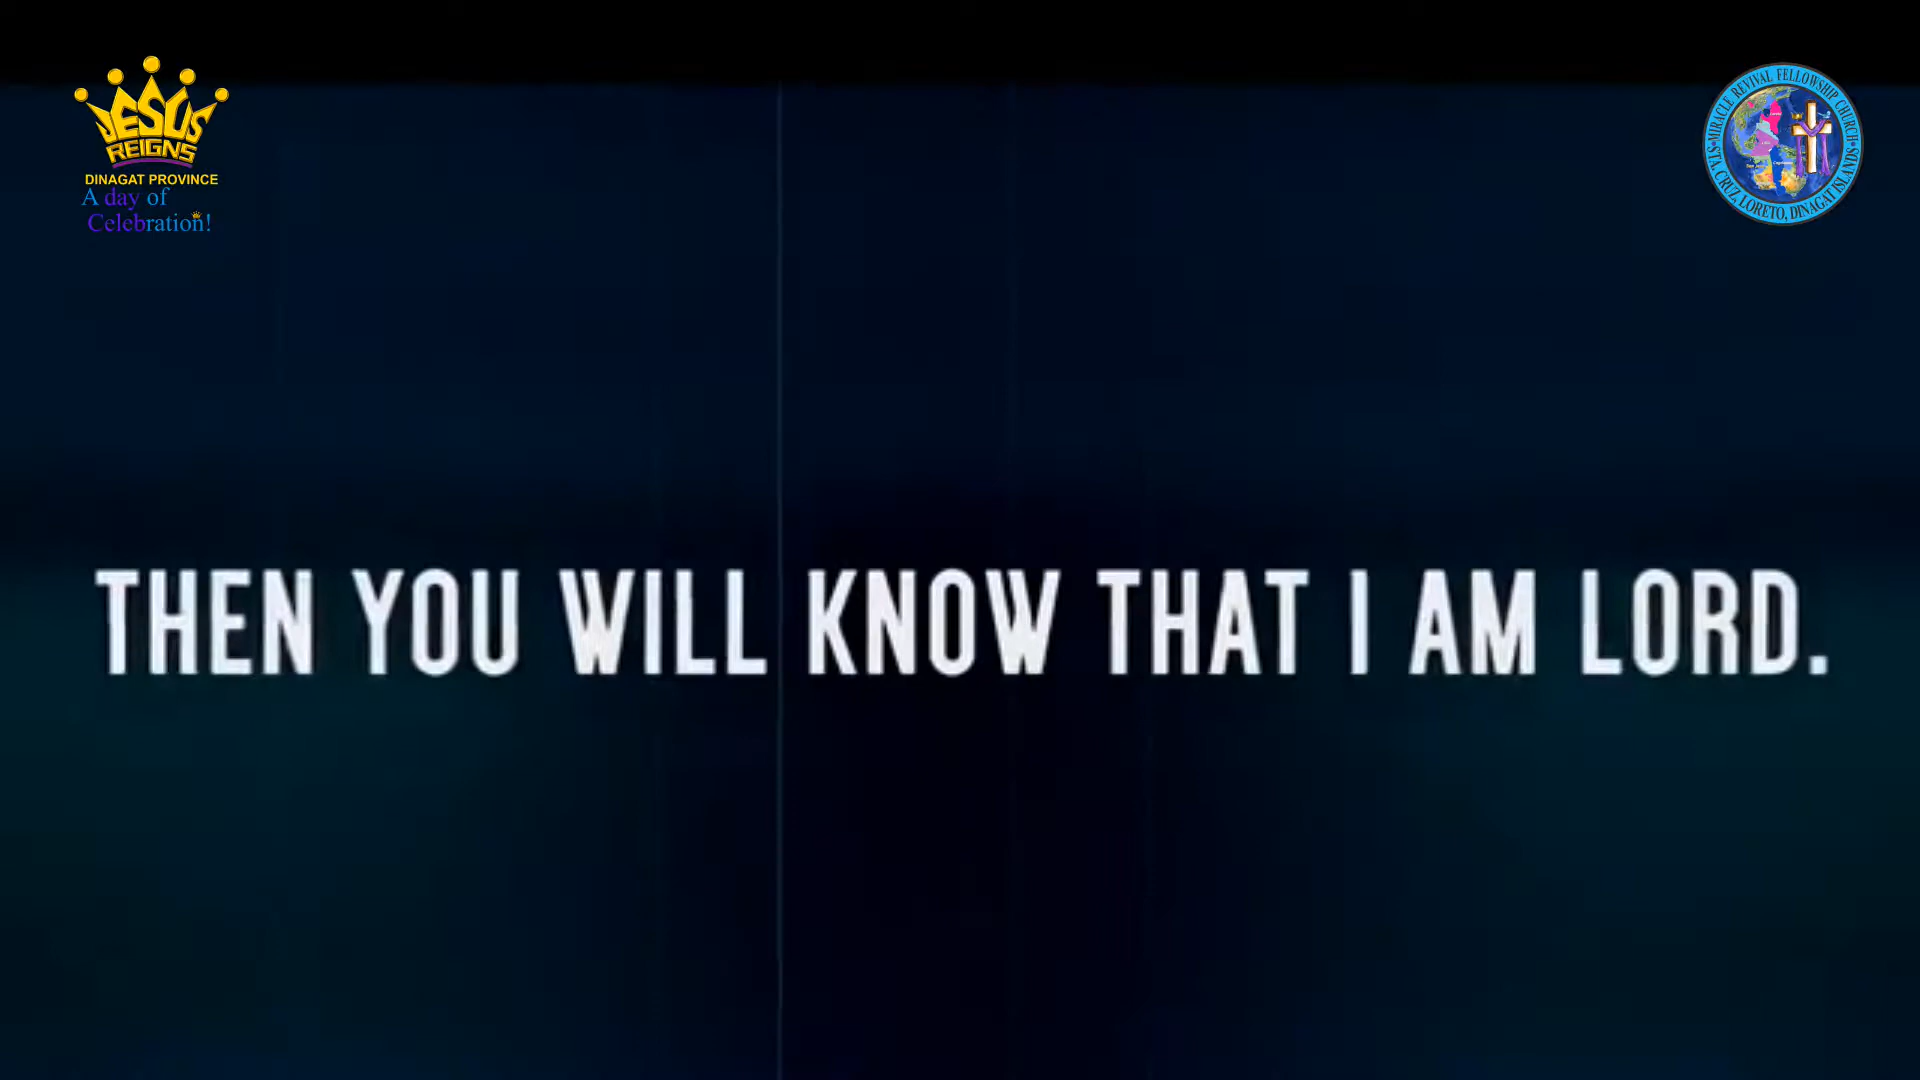 JESUS
REIGNS
DINAGAT PROVINCE
A day of
Celebration!
MIRACLE REVIVAL FELLOWSHIP CHURCH
STA. CRUZ, LORETO, DINAGAT ISLANDS
THEN YOU WILL KNOW THAT I AM LORD.